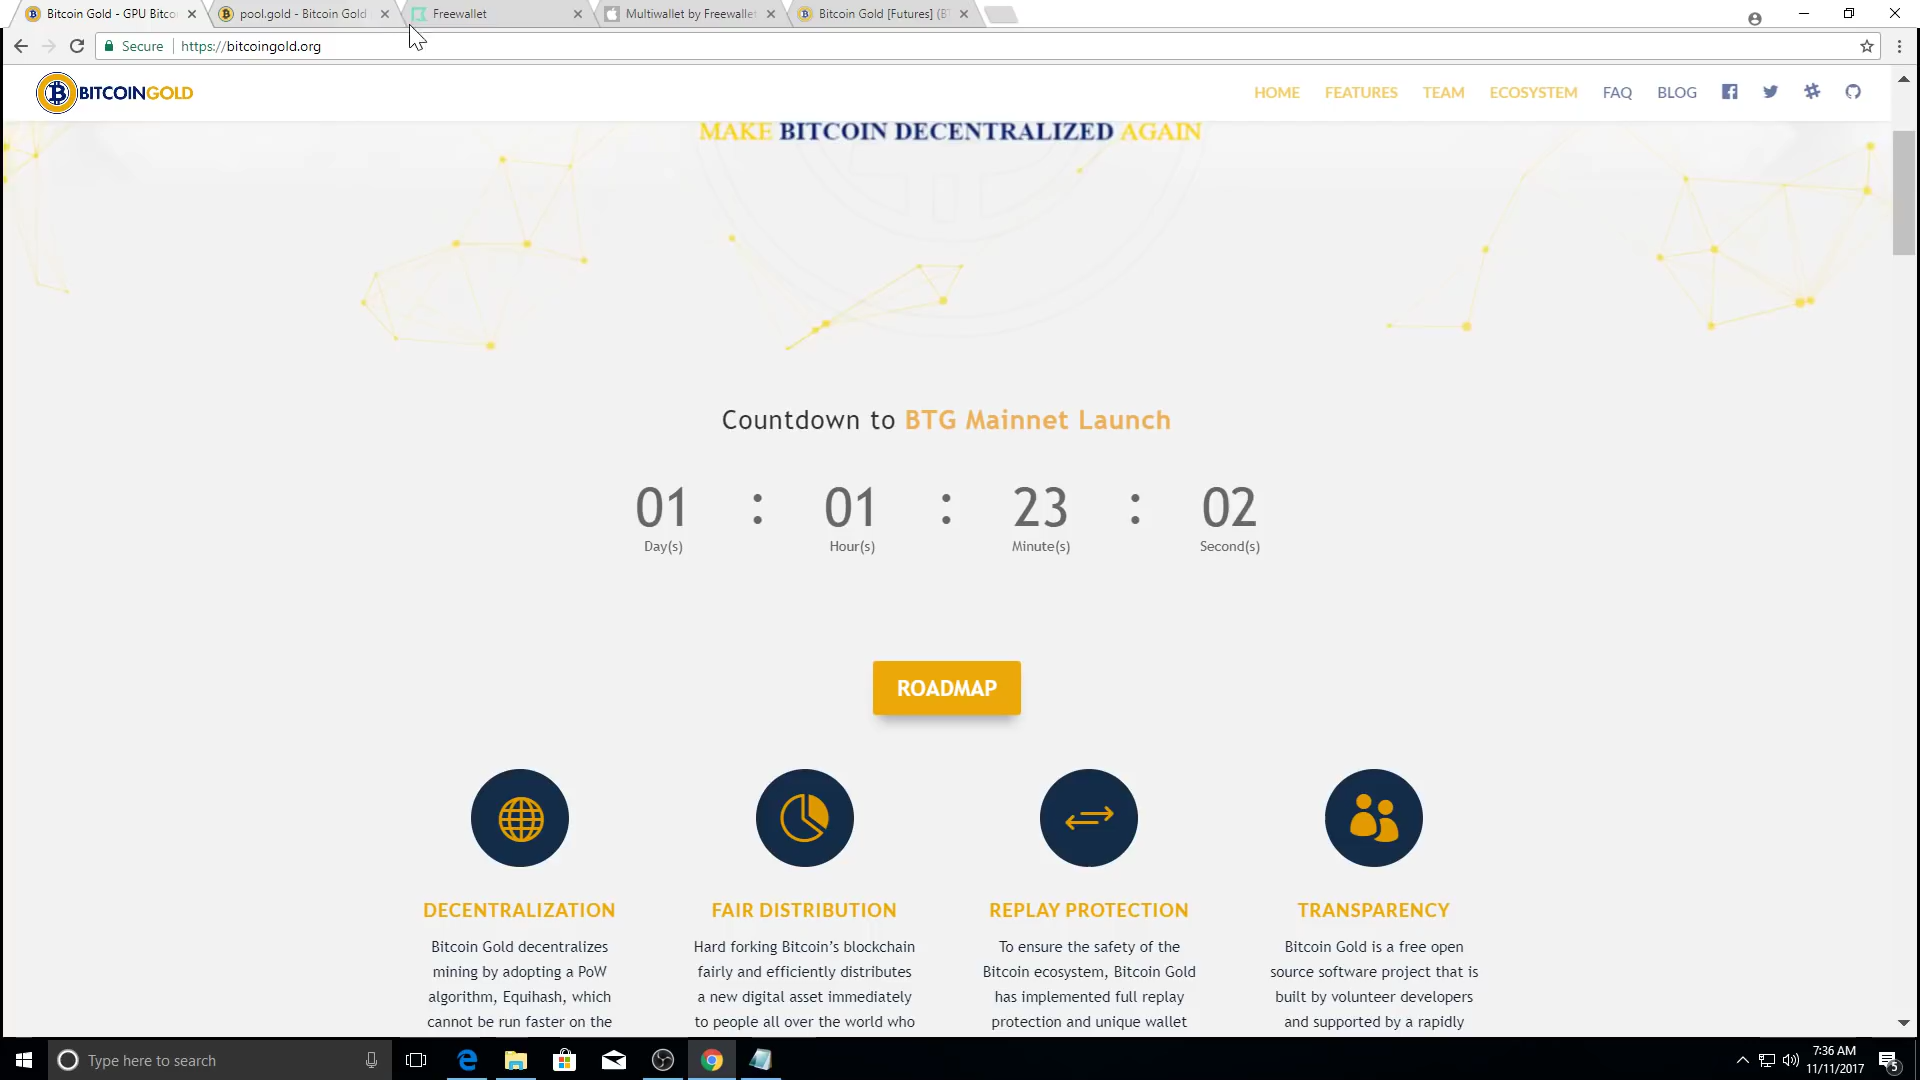 Bitcoin Gold - GPU Bitco
pool.gold - Bitcoin Gold
Freewallet
Multiwallet by Freewallet
Bitcoin Gold [Futures] (B
Secure
https://bitcoingold.org
BITCOINGOLD
HOME
FEATURES
TEAM
ECOSYSTEM
FAQ
BLOG
MAKE BITCOIN DECENTRALIZED AGAIN
Countdown to BTG Mainnet Launch
01 : 01 : 23 : 02
Day(s)
Hour(s)
Minute(s)
Second(s)
ROADMAP
DECENTRALIZATION
Bitcoin Gold decentralizes
mining by adopting a PoW
algorithm, Equihash, which
cannot be run faster on the
FAIR DISTRIBUTION
Hard forking Bitcoin’s blockchain
fairly and efficiently distributes
a new digital asset immediately
to people all over the world who
REPLAY PROTECTION
To ensure the safety of the
Bitcoin ecosystem, Bitcoin Gold
has implemented full replay
protection and unique wallet
TRANSPARENCY
Bitcoin Gold is a free open
source software project that is
built by volunteer developers
and supported by a rapidly
Type here to search
7:36 AM
11/11/2017
5